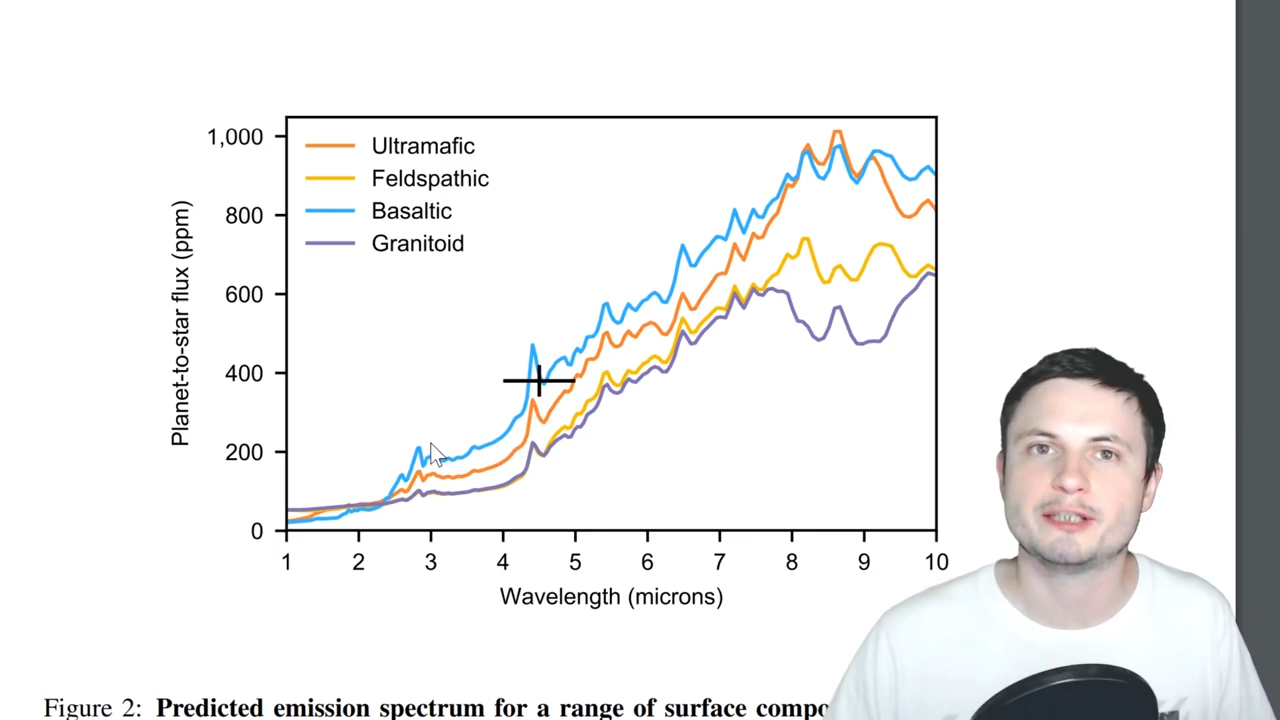 1,000
800
600
400
200
0
Planet-to-star flux (ppm)
Ultramafic
Feldspathic
Basaltic
Granitoid
1 2 3 4 5 6 7 8 9 10
Wavelength (microns)
Figure 2: Predicted emission spectrum for a range of surface